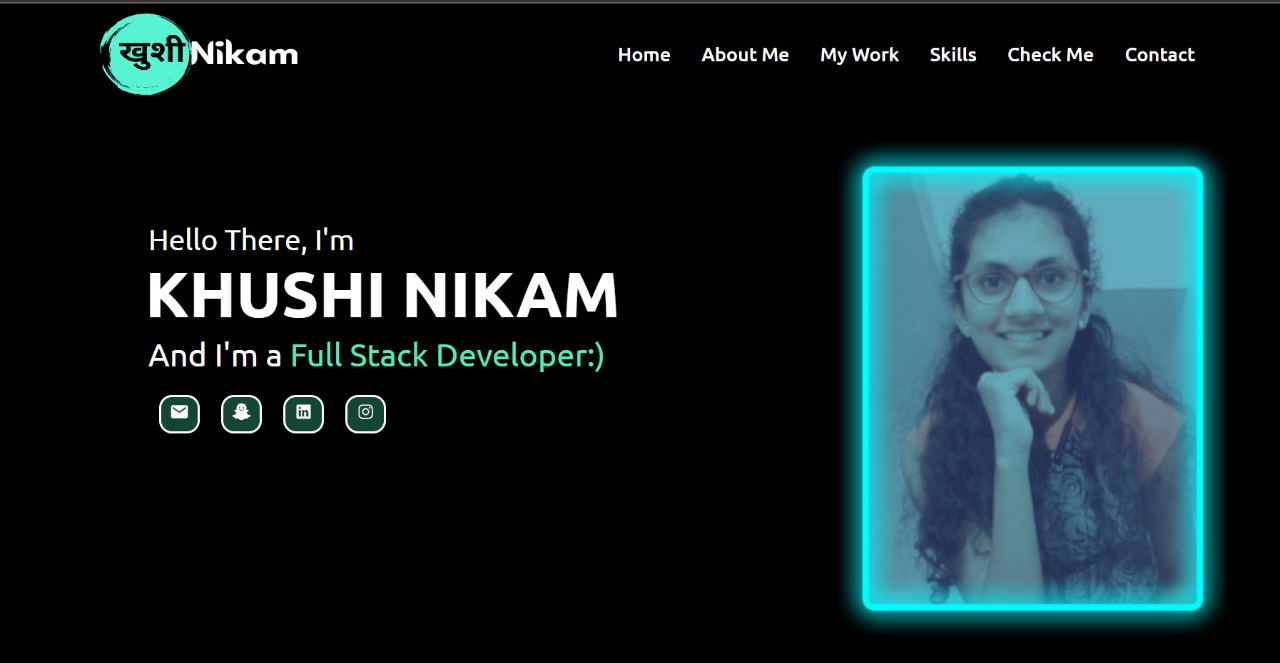 खुशी Nikam
Home About Me My Work Skills Check Me Contact
Hello There, I'm
KHUSHI NIKAM
And I'm a Full Stack Developer:)